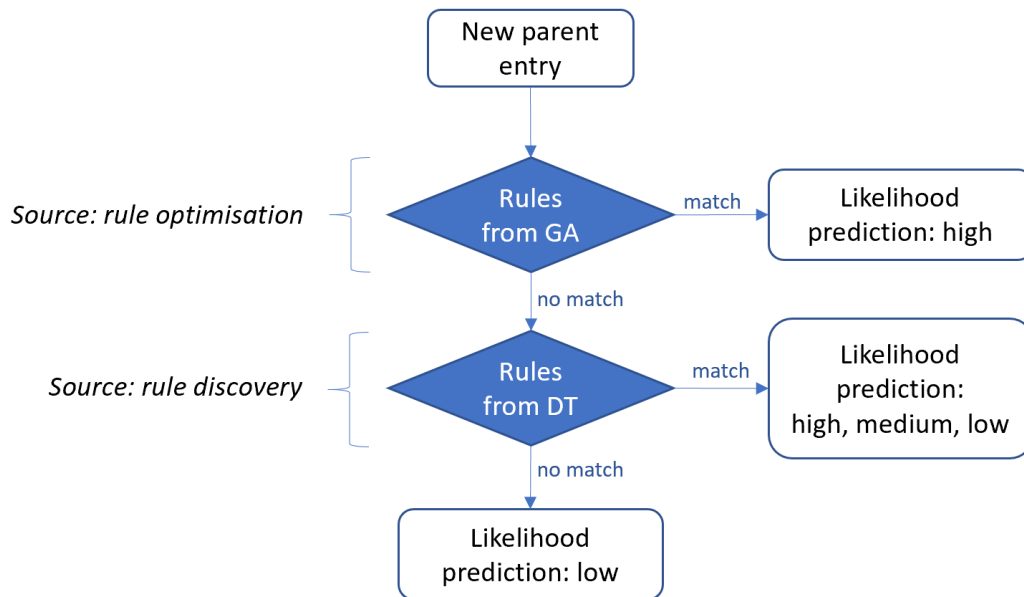 New parent
entry
Source: rule optimisation
Rules
from GA
match
Likelihood
prediction: high
no match
Source: rule discovery
Rules
from DT
match
Likelihood
prediction:
high, medium, low
no match
Likelihood
prediction: low